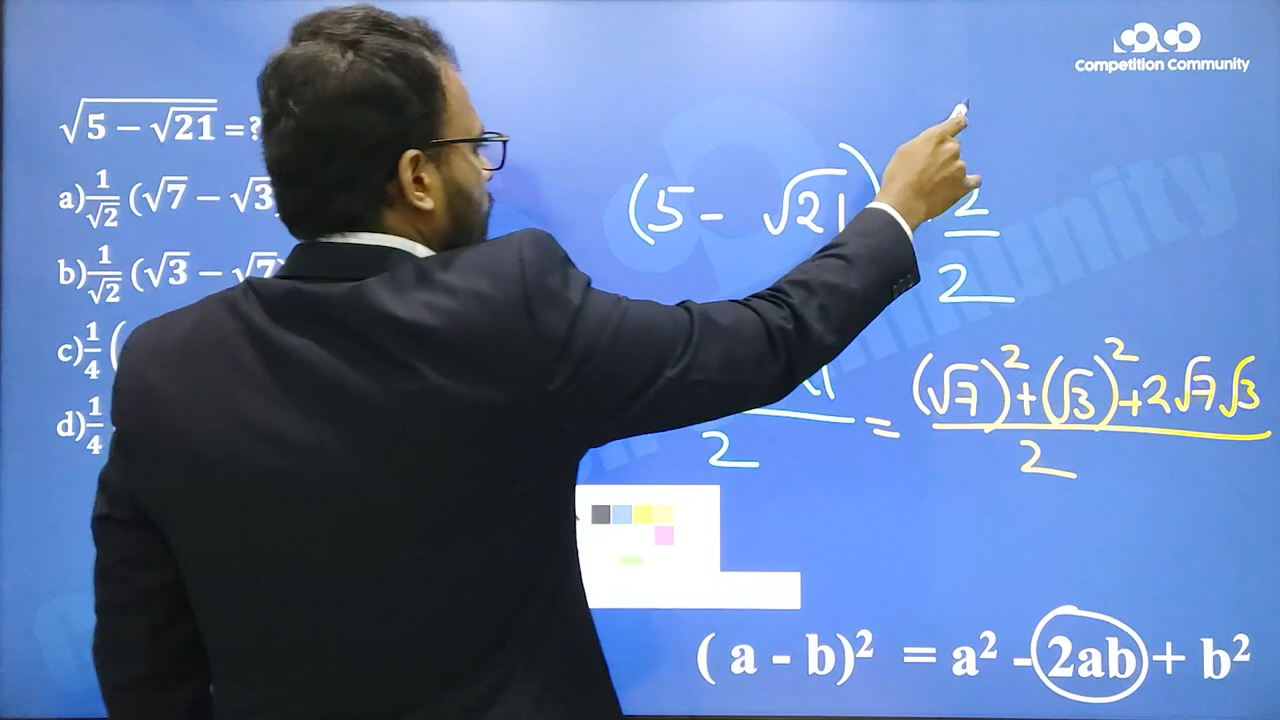 Competition Community
√(5 − √21) = ?
a) 1/√2 (√7 − √3
b) 1/√2 (√3 − √7
c) 1/4 (
d) 1/4
(5 - √21) . 2/2
/2 = ((√7)² + (√3)² + 2√7√3)/2
( a - b)² = a² - 2ab + b²